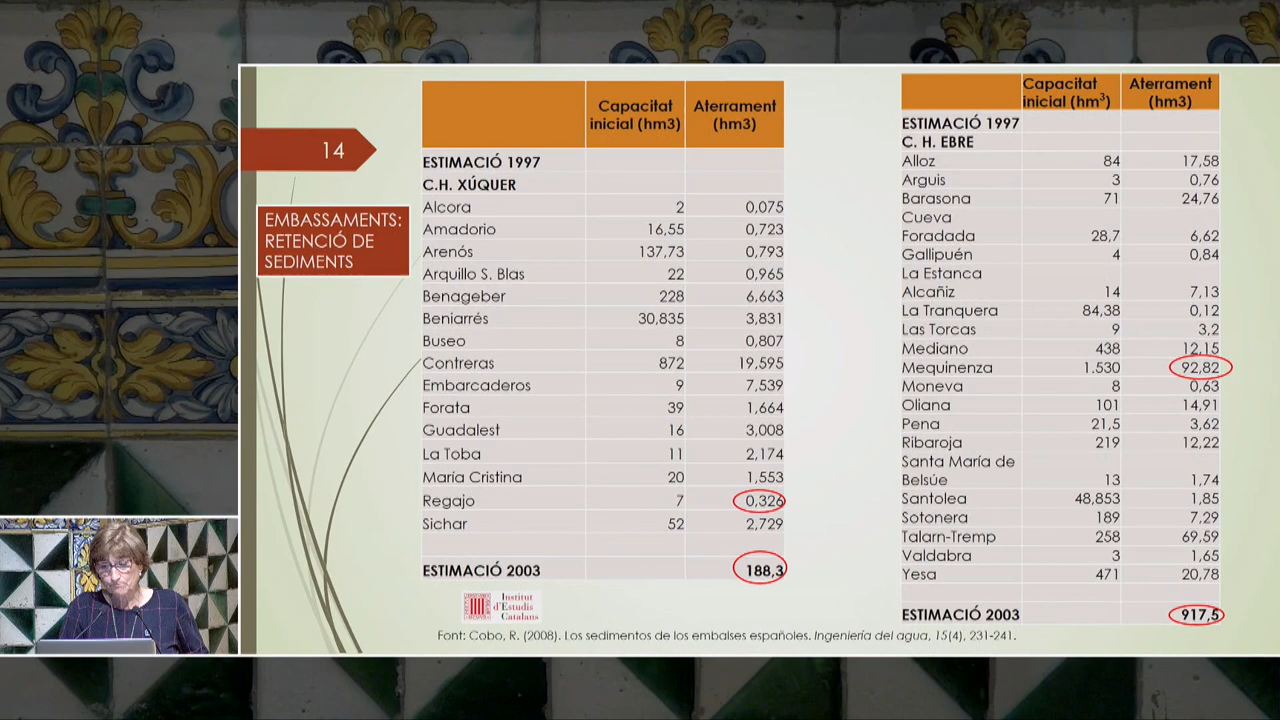 14
EMBASSAMENTS:
RETENCIÓ DE
SEDIMENTS
Capacitat inicial (hm3) Aterrament (hm3)
ESTIMACIÓ 1997
C.H. XÚQUER
Alcora 2 0,075
Amadorio 16,55 0,723
Arenós 137,73 0,793
Arquillo S. Blas 22 0,965
Benageber 228 6,663
Beniarrés 30,835 3,831
Buseo 8 0,807
Contreras 872 19,595
Embarcaderos 9 7,539
Forata 39 1,664
Guadalest 16 3,008
La Toba 11 2,174
María Cristina 20 1,553
Regajo 7 0,326
Sichar 52 2,729
ESTIMACIÓ 2003 188,3
Capacitat inicial (hm³) Aterrament (hm3)
ESTIMACIÓ 1997
C. H. EBRE
Alloz 84 17,58
Arguis 3 0,76
Barasona 71 24,76
Cueva
Foradada 28,7 6,62
Gallipuén 4 0,84
La Estanca
Alcañiz 14 7,13
La Tranquera 84,38 0,12
Las Torcas 9 3,2
Mediano 438 12,15
Mequinenza 1.530 92,82
Moneva 8 0,63
Oliana 101 14,91
Pena 21,5 3,62
Ribaroja 219 12,22
Santa María de
Belsúe 13 1,74
Santolea 48,853 1,85
Sotonera 189 7,29
Talarn-Tremp 258 69,59
Valdabra 3 1,65
Yesa 471 20,78
ESTIMACIÓ 2003 917,5
Institut
d'Estudis
Catalans
Font: Cobo, R. (2008). Los sedimentos de los embalses españoles. Ingeniería del agua, 15(4), 231-241.